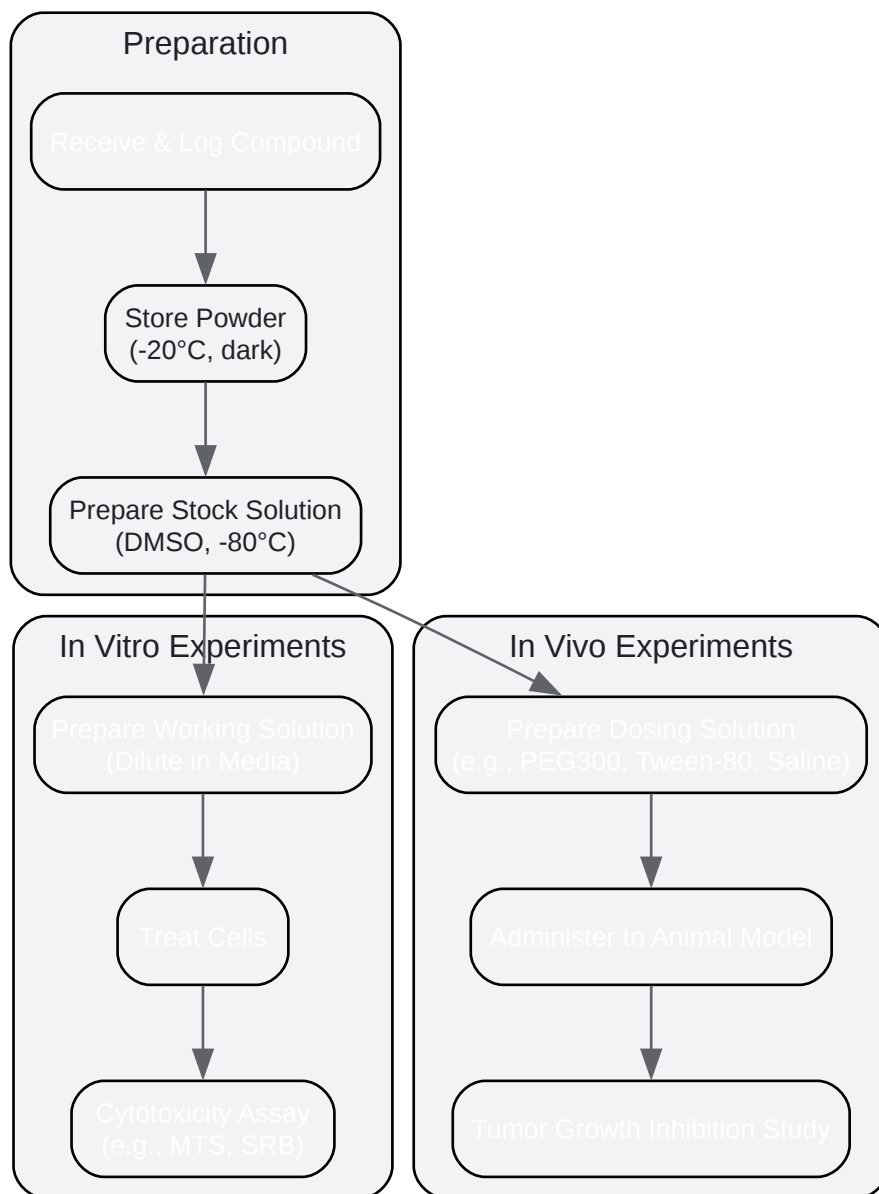 Preparation
Receive & Log Compound
Store Powder
(-20°C, dark)
Prepare Stock Solution
(DMSO, -80°C)
In Vitro Experiments
Prepare Working Solution
(Dilute in Media)
Treat Cells
Cytotoxicity Assay
(e.g., MTS, SRB)
In Vivo Experiments
Prepare Dosing Solution
(e.g., PEG300, Tween-80, Saline)
Administer to Animal Model
Tumor Growth Inhibition Study